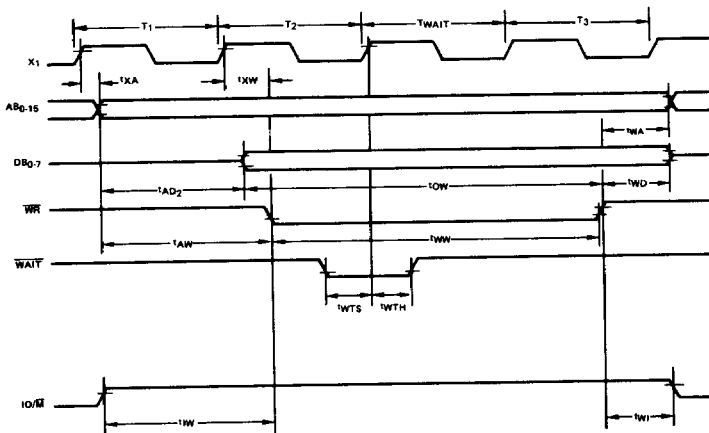 T1 T2 TWAIT T3
X1
tXA tXW
AB0-15
tWA
DB0-7
tAD2 tDW tWD
WR
tAW tWW
WAIT
tWTS tWTH
IO/M
tIW tWI